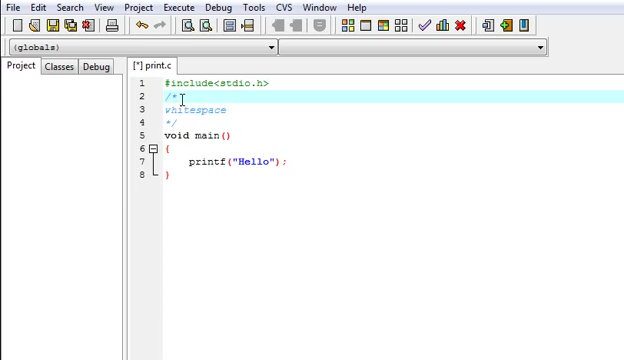 File Edit Search View Project Execute Debug Tools CVS Window Help
(globals)
Project Classes Debug [*] print.c
1 #include<stdio.h>
2 /*
3 whitespace
4 */
5 void main()
6 {
7 printf("Hello");
8 }